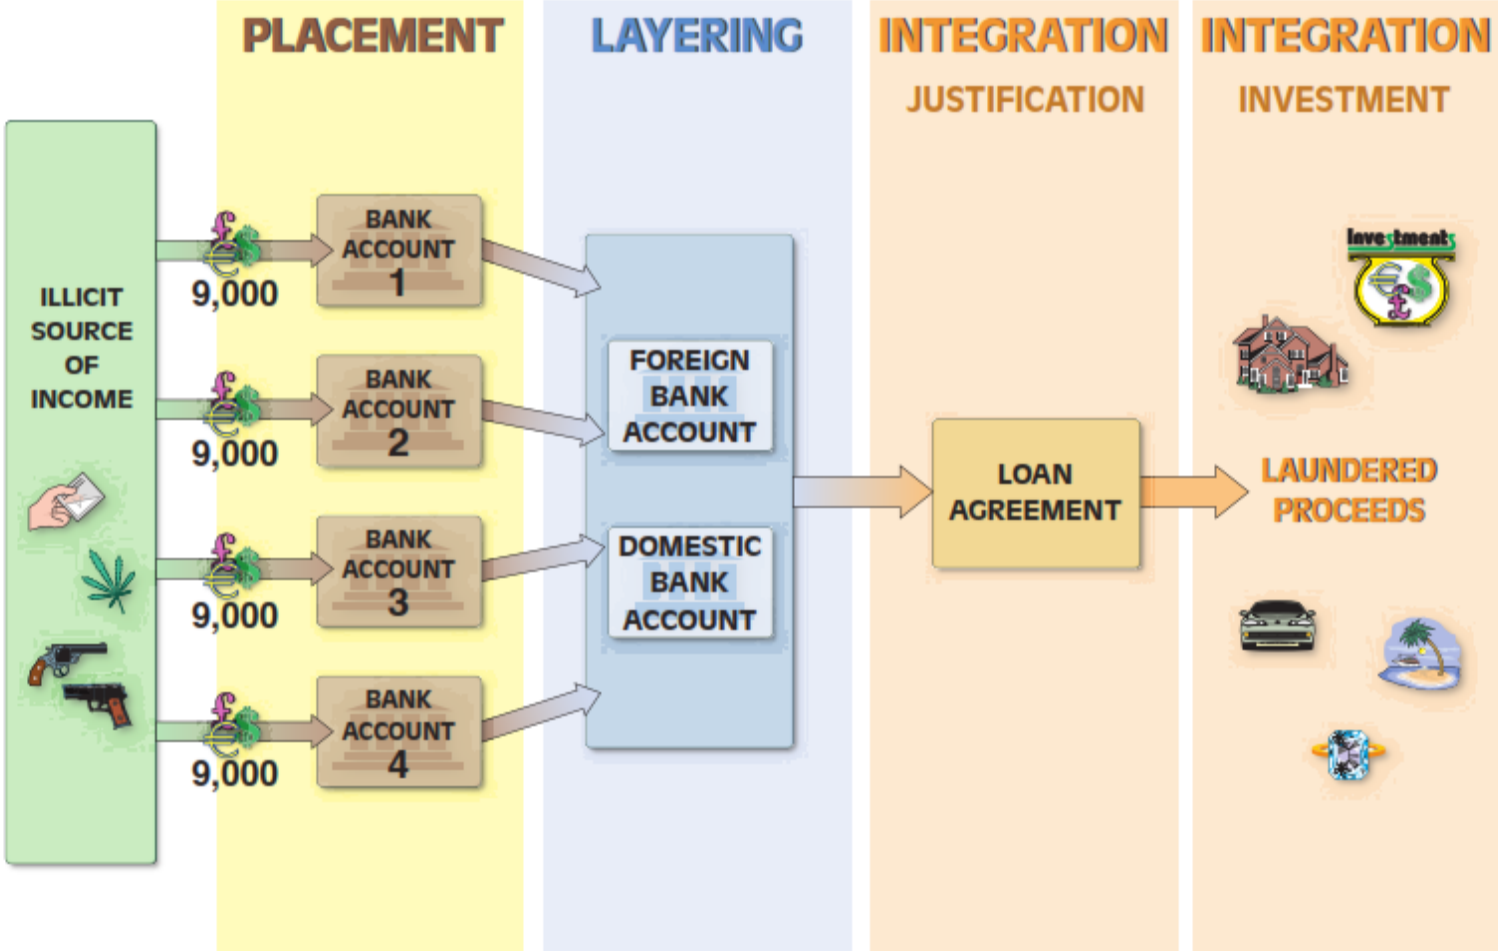 PLACEMENT
LAYERING
INTEGRATION
JUSTIFICATION
INTEGRATION
INVESTMENT
ILLICIT
SOURCE
OF
INCOME
£
$
€
9,000
BANK
ACCOUNT
1
£
$
€
9,000
BANK
ACCOUNT
2
£
$
€
9,000
BANK
ACCOUNT
3
£
$
€
9,000
BANK
ACCOUNT
4
FOREIGN
BANK
ACCOUNT
DOMESTIC
BANK
ACCOUNT
LOAN
AGREEMENT
Investments
€ $
£
LAUNDERED
PROCEEDS